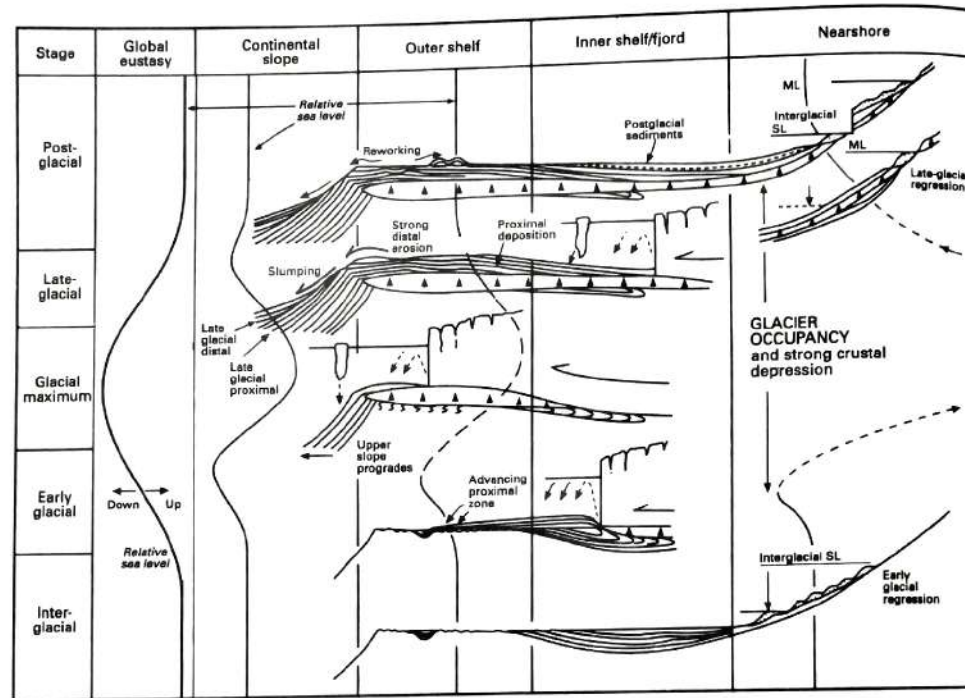 Stage
Global
eustasy
Continental
slope
Outer shelf
Inner shelf/fjord
Nearshore
Post-
glacial
Late-
glacial
Glacial
maximum
Early
glacial
Inter-
glacial
Relative
sea level
Reworking
Postglacial
sediments
ML
Interglacial
SL
ML
Late-glacial
regression
Strong
distal
erosion
Proximal
deposition
Slumping
Late
glacial
distal
Late
glacial
proximal
GLACIER
OCCUPANCY
and strong crustal
depression
Upper
slope
progrades
Advancing
proximal
zone
Down
Up
Relative
sea level
Interglacial SL
Early
glacial
regression